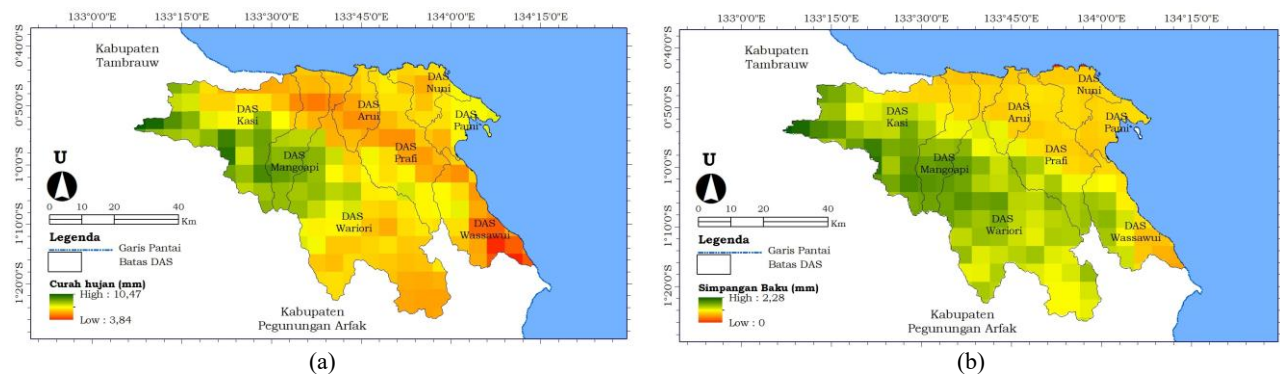 133°0'0"E 133°15'0"E 133°30'0"E 133°45'0"E 134°0'0"E 134°15'0"E
0°40'0"S
0°50'0"S
1°0'0"S
1°10'0"S
1°20'0"S
Kabupaten
Tambrauw
DAS
Nuni
DAS
Kasi
DAS
Arui
DAS
Pami
DAS
Prafi
DAS
Mangoapi
DAS
Wariori
DAS
Wassawui
U
0 10 20 40
Km
Legenda
Garis Pantai
Batas DAS
Curah hujan (mm)
High : 10,47
Low : 3,84
Kabupaten
Pegunungan Arfak
(a)
133°0'0"E 133°15'0"E 133°30'0"E 133°45'0"E 134°0'0"E 134°15'0"E
0°40'0"S
0°50'0"S
1°0'0"S
1°10'0"S
1°20'0"S
Kabupaten
Tambrauw
DAS
Nuni
DAS
Kasi
DAS
Arui
DAS
Pami
DAS
Prafi
DAS
Mangoapi
DAS
Wariori
DAS
Wassawui
U
0 10 20 40
Km
Legenda
Garis Pantai
Batas DAS
Simpangan Baku (mm)
High : 2,28
Low : 0
Kabupaten
Pegunungan Arfak
(b)